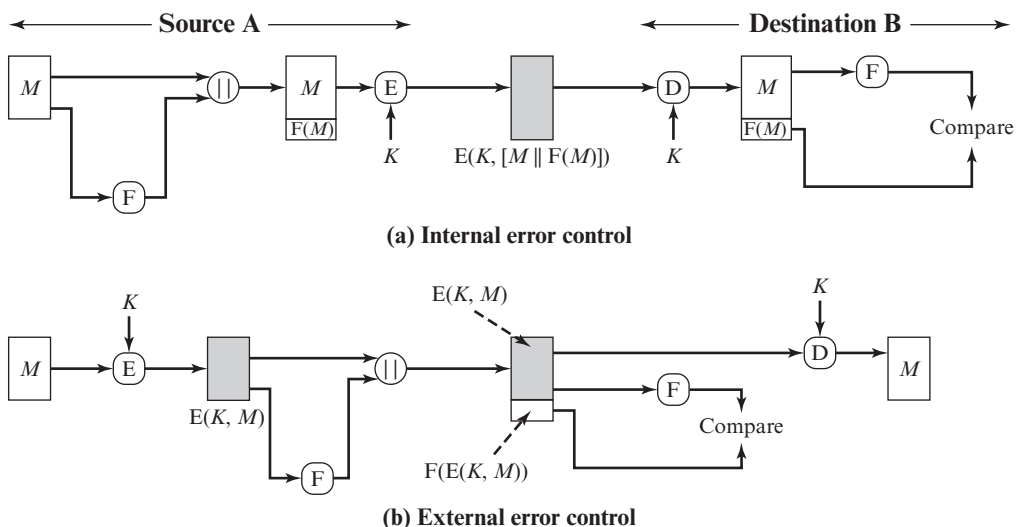 Source A
Destination B
M
||
M
F(M)
E
K
F
E(K, [M || F(M)])
D
K
M
F(M)
F
Compare
(a) Internal error control
M
K
E
E(K, M)
F
||
E(K, M)
F(E(K, M))
F
Compare
K
D
M
(b) External error control